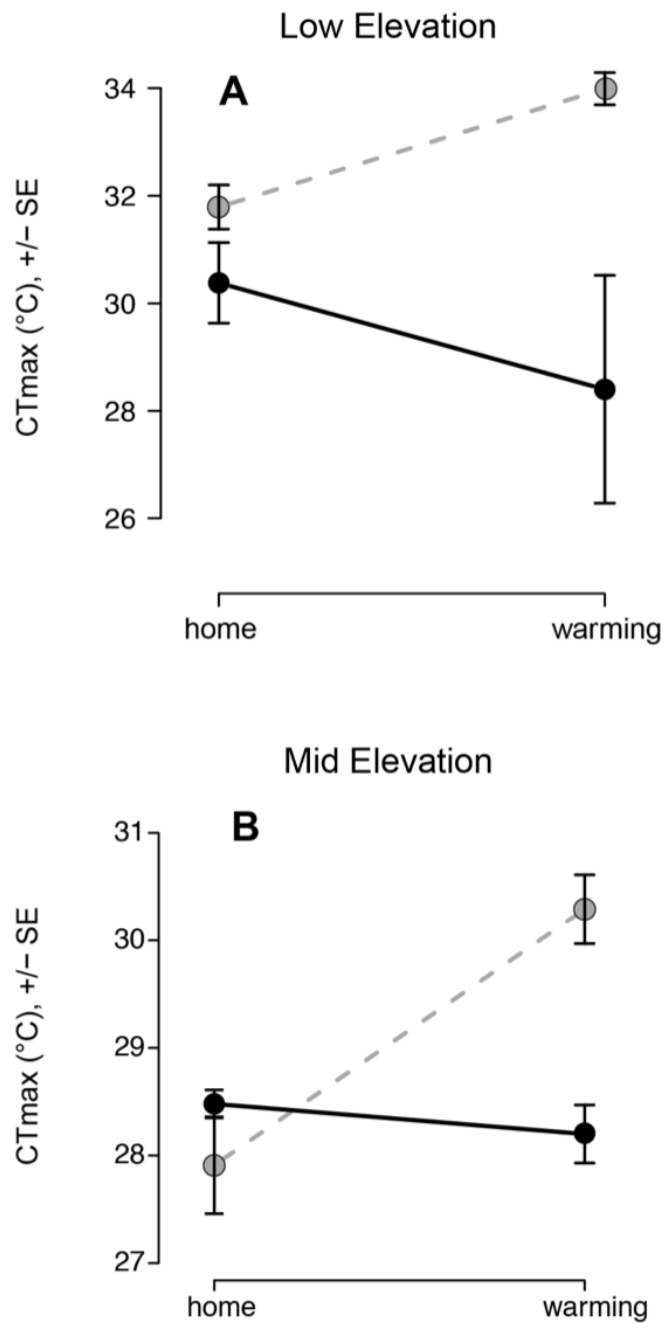 Low Elevation
A
34
32
30
28
26
CTmax (°C), +/− SE
home warming
Mid Elevation
B
31
30
29
28
27
CTmax (°C), +/− SE
home warming